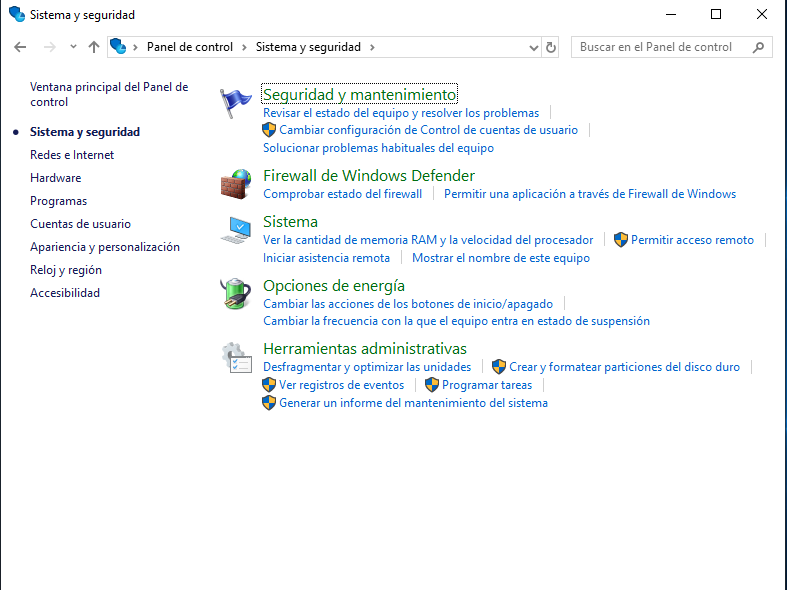 Sistema y seguridad
Panel de control
Sistema y seguridad
Buscar en el Panel de control
Ventana principal del Panel de
control
Sistema y seguridad
Redes e Internet
Hardware
Programas
Cuentas de usuario
Apariencia y personalización
Reloj y región
Accesibilidad
Seguridad y mantenimiento
Revisar el estado del equipo y resolver los problemas
Cambiar configuración de Control de cuentas de usuario
Solucionar problemas habituales del equipo
Firewall de Windows Defender
Comprobar estado del firewall Permitir una aplicación a través de Firewall de Windows
Sistema
Ver la cantidad de memoria RAM y la velocidad del procesador Permitir acceso remoto
Iniciar asistencia remota Mostrar el nombre de este equipo
Opciones de energía
Cambiar las acciones de los botones de inicio/apagado
Cambiar la frecuencia con la que el equipo entra en estado de suspensión
Herramientas administrativas
Desfragmentar y optimizar las unidades Crear y formatear particiones del disco duro
Ver registros de eventos Programar tareas
Generar un informe del mantenimiento del sistema